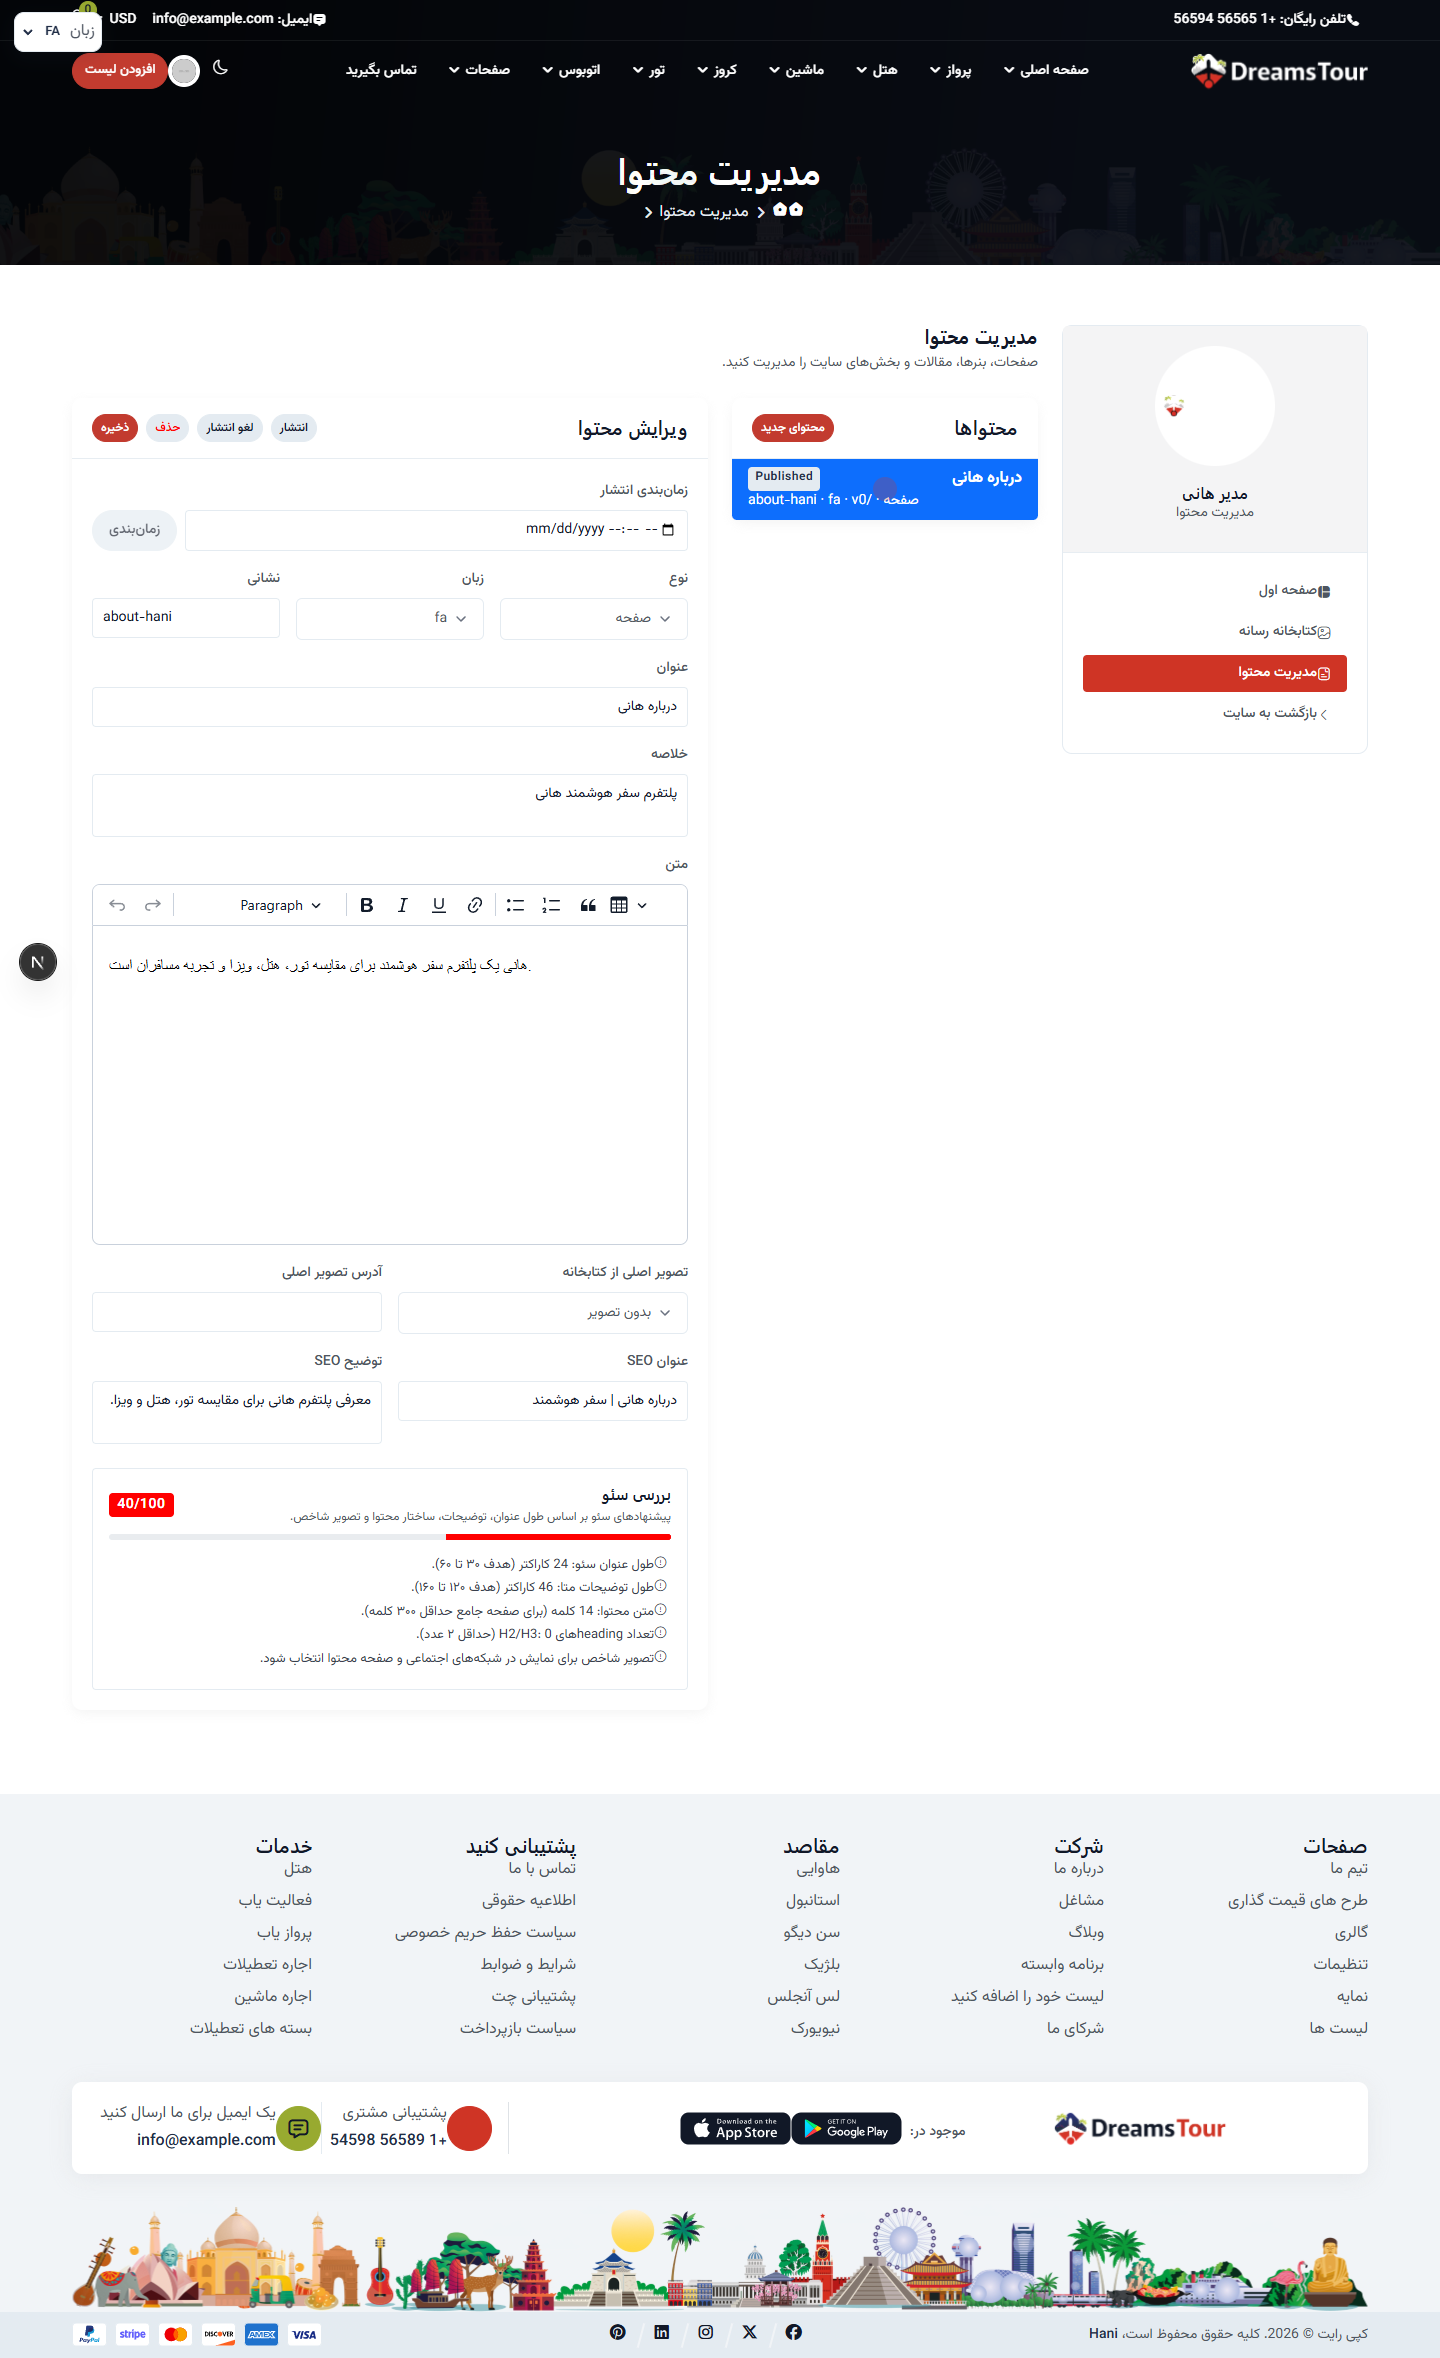 تلفن رایگان: +1 56565 56594
ایمیل: info@example.com
USD
0
زبان FA
DreamsTour
صفحه اصلی
پرواز
هتل
ماشین
کروز
تور
اتوبوس
صفحات
تماس بگیرید
افزودن لیست
مدیریت محتوا
مدیریت محتوا
مدیر هانی
مدیریت محتوا
صفحه اول
کتابخانه رسانه
مدیریت محتوا
بازگشت به سایت
مدیریت محتوا
صفحات، بنرها، مقالات و بخش‌های سایت را مدیریت کنید.
محتواها
محتوای جدید
درباره هانی
Published
صفحه · /about-hani · fa · v0
ویرایش محتوا
انتشار
لغو انتشار
حذف
ذخیره
زمان‌بندی انتشار
mm/dd/yyyy --:-- --
زمان‌بندی
نوع
زبان
نشانی
صفحه
fa
about-hani
عنوان
درباره هانی
خلاصه
پلتفرم سفر هوشمند هانی
متن
Paragraph
B I U
هانی یک پلتفرم سفر هوشمند برای مقایسه تور، هتل، ویزا و تجربه مسافران است.
N
تصویر اصلی از کتابخانه
آدرس تصویر اصلی
بدون تصویر
عنوان SEO
توضیح SEO
درباره هانی | سفر هوشمند
معرفی پلتفرم هانی برای مقایسه تور، هتل و ویزا.
بررسی سئو
40/100
پیشنهادهای سئو بر اساس طول عنوان، توضیحات، ساختار محتوا و تصویر شاخص.
طول عنوان سئو: 24 کاراکتر (هدف ۳۰ تا ۶۰).
طول توضیحات متا: 46 کاراکتر (هدف ۱۲۰ تا ۱۶۰).
متن محتوا: 14 کلمه (برای صفحه جامع حداقل ۳۰۰ کلمه).
تعداد headingهای H2/H3: 0 (حداقل ۲ عدد).
تصویر شاخص برای نمایش در شبکه‌های اجتماعی و صفحه محتوا انتخاب شود.
صفحات
تیم ما
طرح های قیمت گذاری
گالری
تنظیمات
نمایه
لیست ها
شرکت
درباره ما
مشاغل
وبلاگ
برنامه وابسته
لیست خود را اضافه کنید
شرکای ما
مقاصد
هاوایی
استانبول
سن دیگو
بلژیک
لس آنجلس
نیویورک
پشتیبانی کنید
تماس با ما
اطلاعیه حقوقی
سیاست حفظ حریم خصوصی
شرایط و ضوابط
پشتیبانی چت
سیاست بازپرداخت
خدمات
هتل
فعالیت یاب
پرواز یاب
اجاره تعطیلات
اجاره ماشین
بسته های تعطیلات
DreamsTour
موجود در:
GET IT ON Google Play
Download on the App Store
پشتیبانی مشتری
+1 56589 54598
یک ایمیل برای ما ارسال کنید
info@example.com
کپی رایت © 2026. کلیه حقوق محفوظ است، Hani
PayPal
stripe
DISCOVER
AMEX
VISA